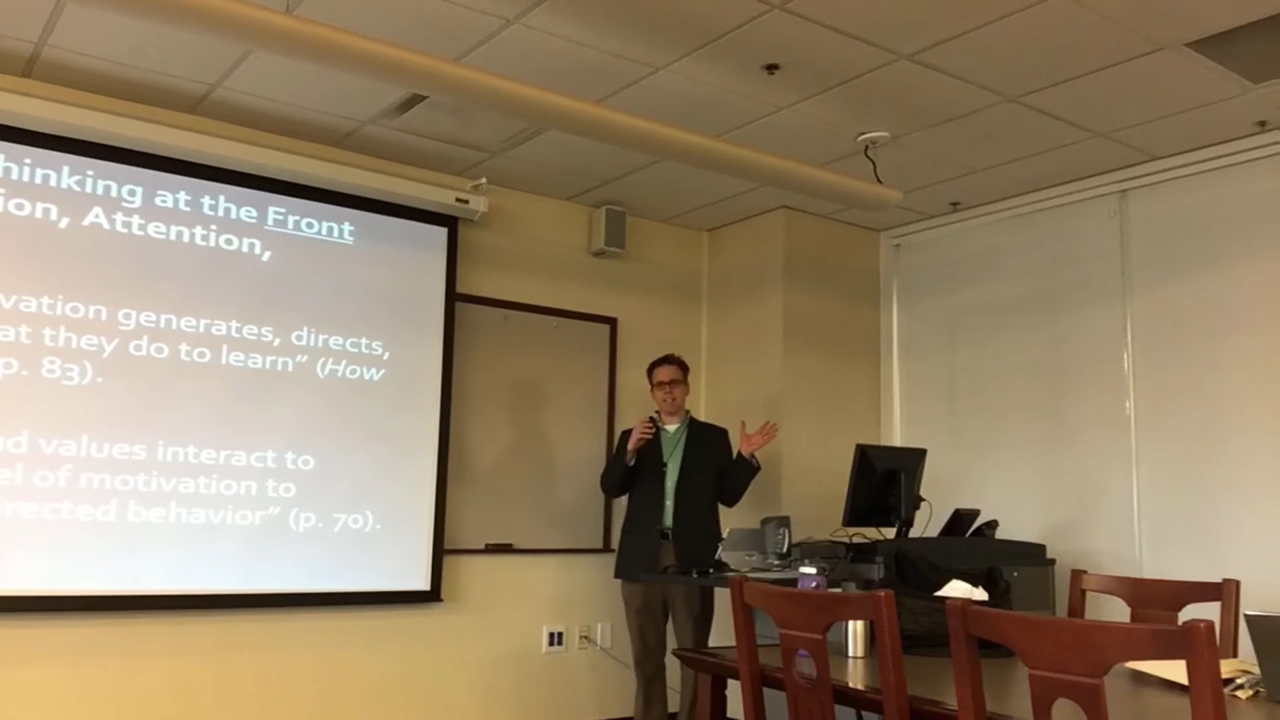 hinking at the Front
ion, Attention,
vation generates, directs,
at they do to learn” (How
p. 83).
d values interact to
el of motivation to
irected behavior” (p. 70).